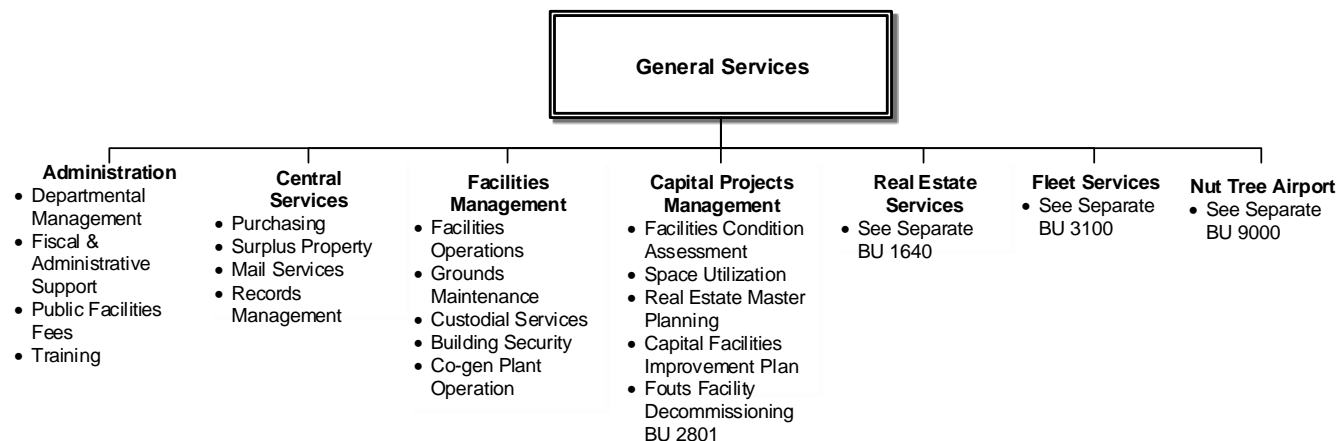 General Services
Administration
• Departmental
Management
• Fiscal &
Administrative
Support
• Public Facilities
Fees
• Training
Central
Services
• Purchasing
• Surplus Property
• Mail Services
• Records
Management
Facilities
Management
• Facilities
Operations
• Grounds
Maintenance
• Custodial Services
• Building Security
• Co-gen Plant
Operation
Capital Projects
Management
• Facilities Condition
Assessment
• Space Utilization
• Real Estate Master
Planning
• Capital Facilities
Improvement Plan
• Fouts Facility
Decommissioning
BU 2801
Real Estate
Services
• See Separate
BU 1640
Fleet Services
• See Separate
BU 3100
Nut Tree Airport
• See Separate
BU 9000